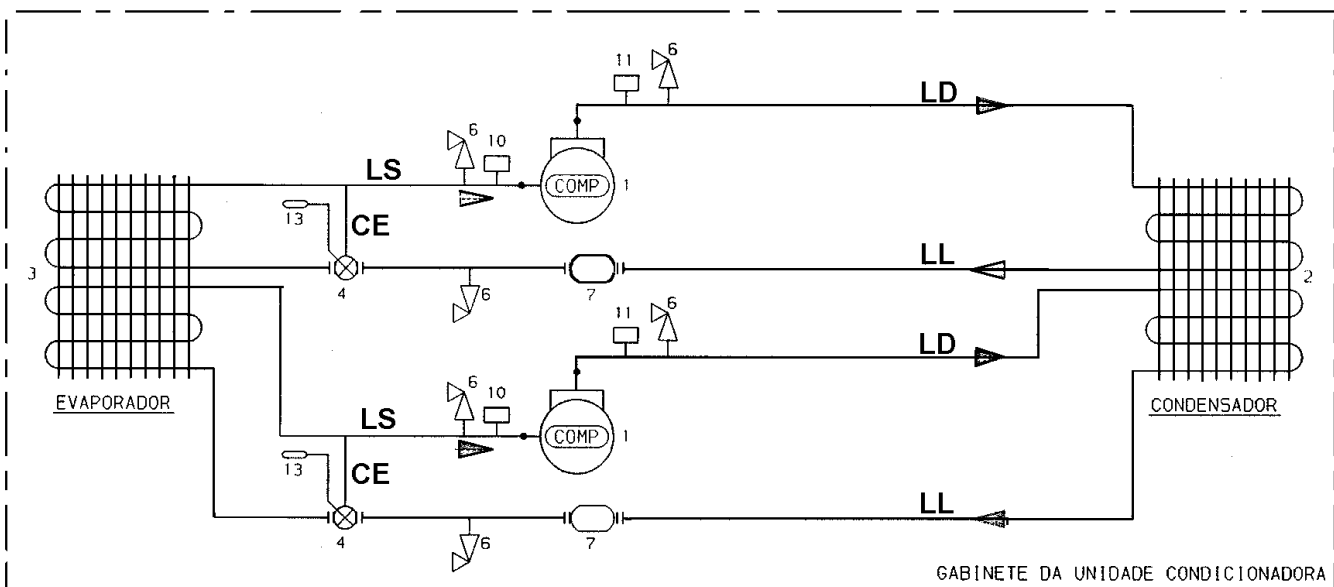 6
11
LD
6
10
LS
COMP
1
13
CE
LL
3
4
6
7
2
11
6
LD
EVAPORADOR
6
10
LS
COMP
1
CONDENSADOR
13
CE
LL
4
6
7
GABINETE DA UNIDADE CONDICIONADORA